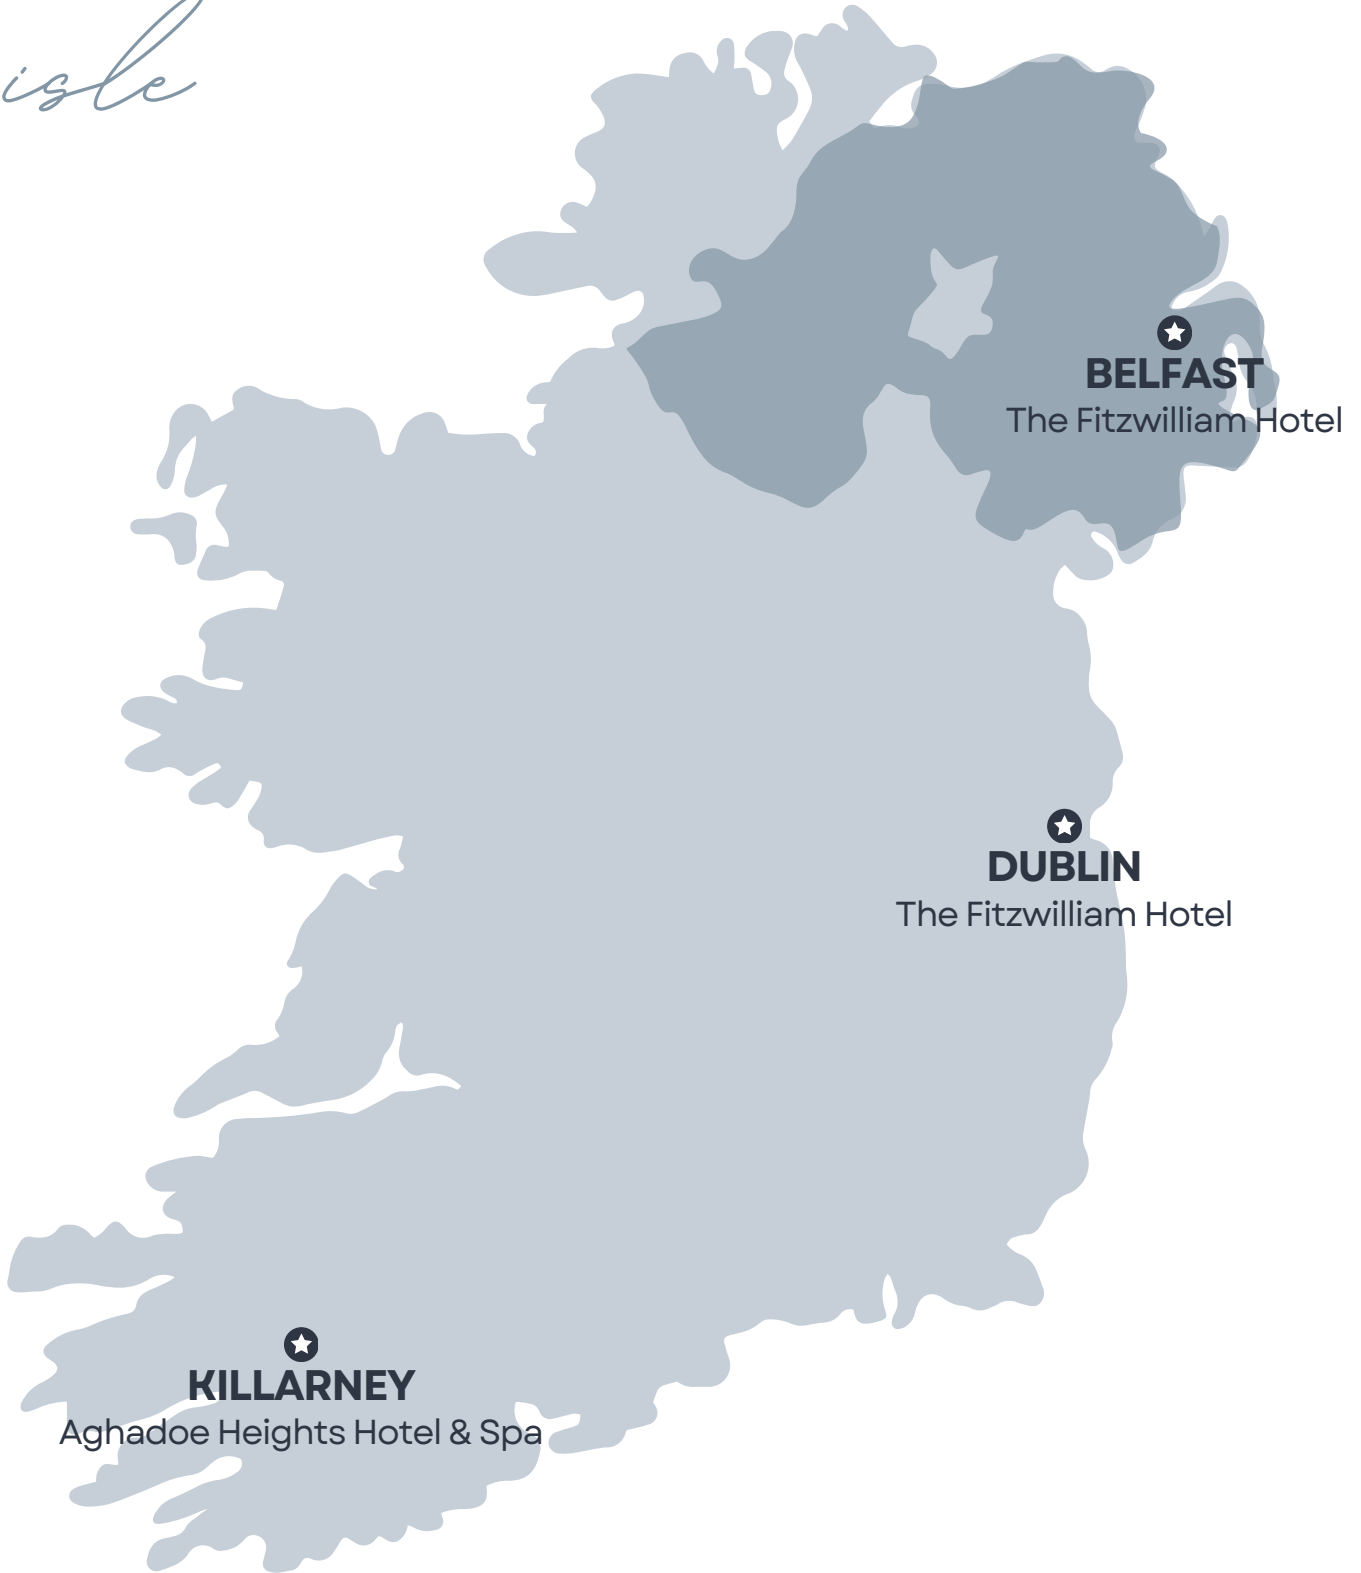 isle
BELFAST
The Fitzwilliam Hotel
DUBLIN
The Fitzwilliam Hotel
KILLARNEY
Aghadoe Heights Hotel & Spa